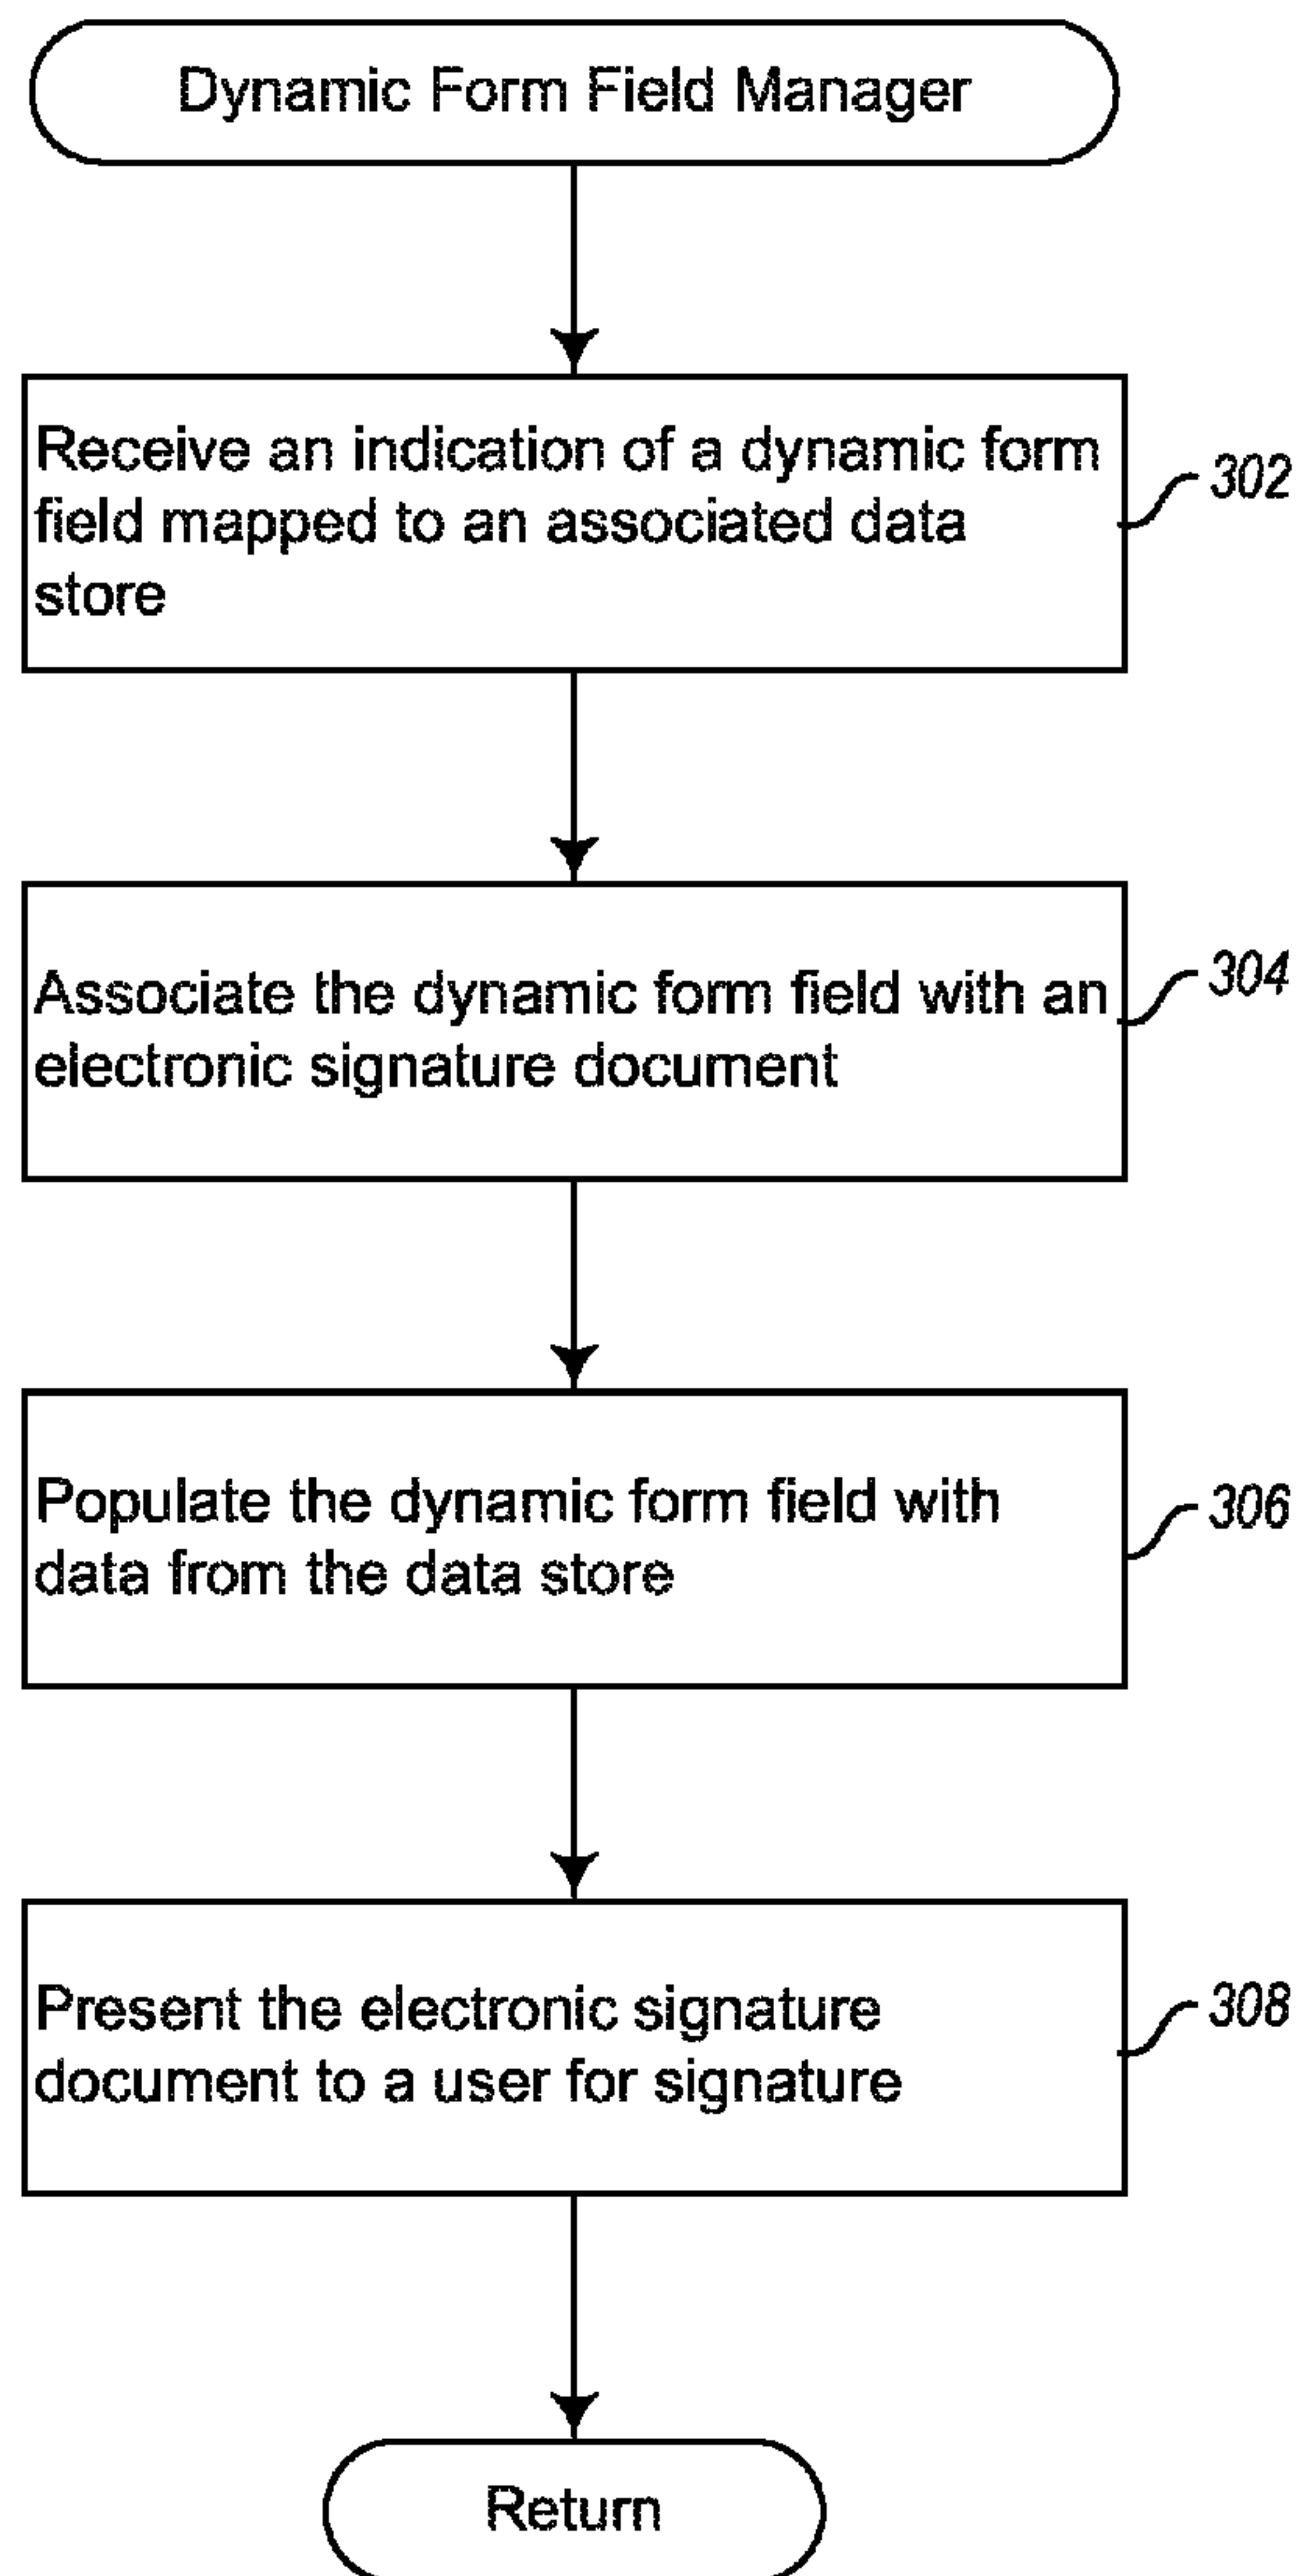 Dynamic Form Field Manager
Receive an indication of a dynamic form
field mapped to an associated data
store
302
Associate the dynamic form field with an
electronic signature document
304
Populate the dynamic form field with
data from the data store
306
Present the electronic signature
document to a user for signature
308
Return